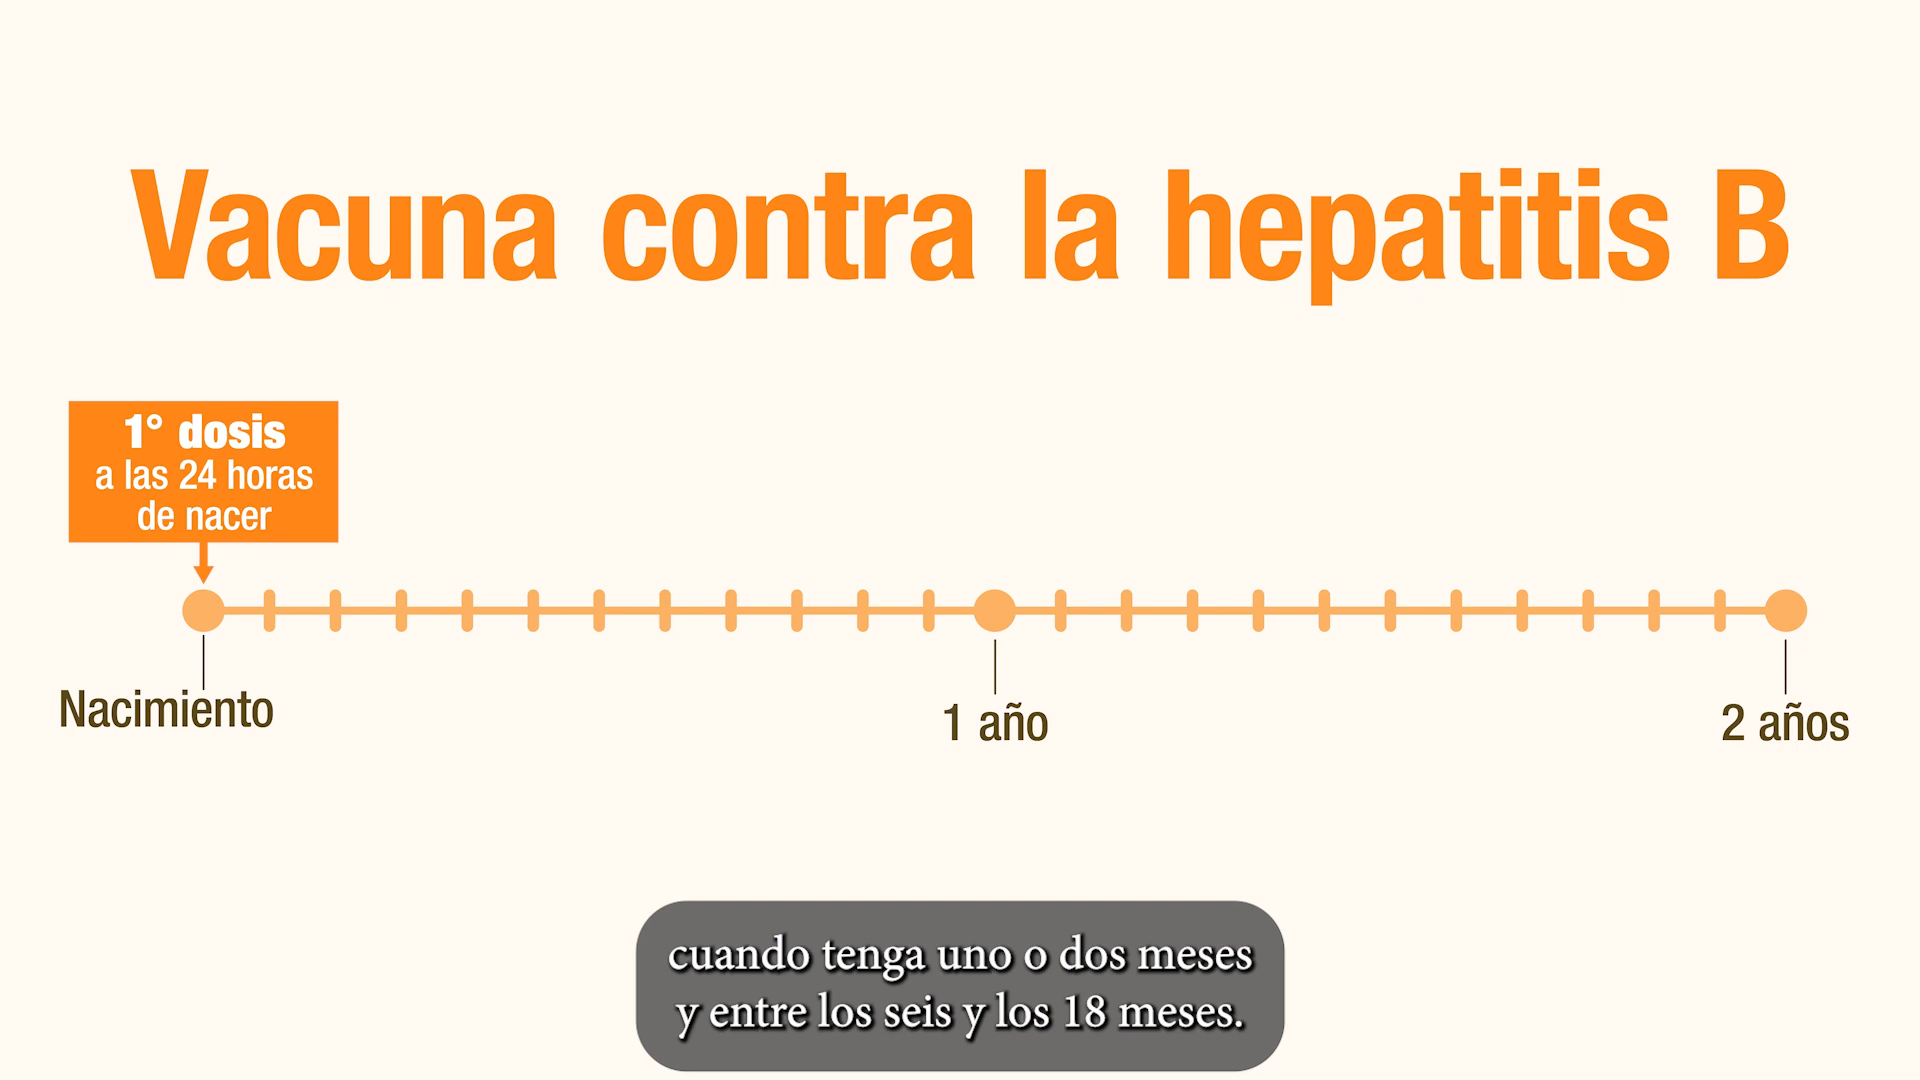 Vacuna contra la hepatitis B
1° dosis
a las 24 horas
de nacer
Nacimiento
1 año
2 años
cuando tenga uno o dos meses
y entre los seis y los 18 meses.